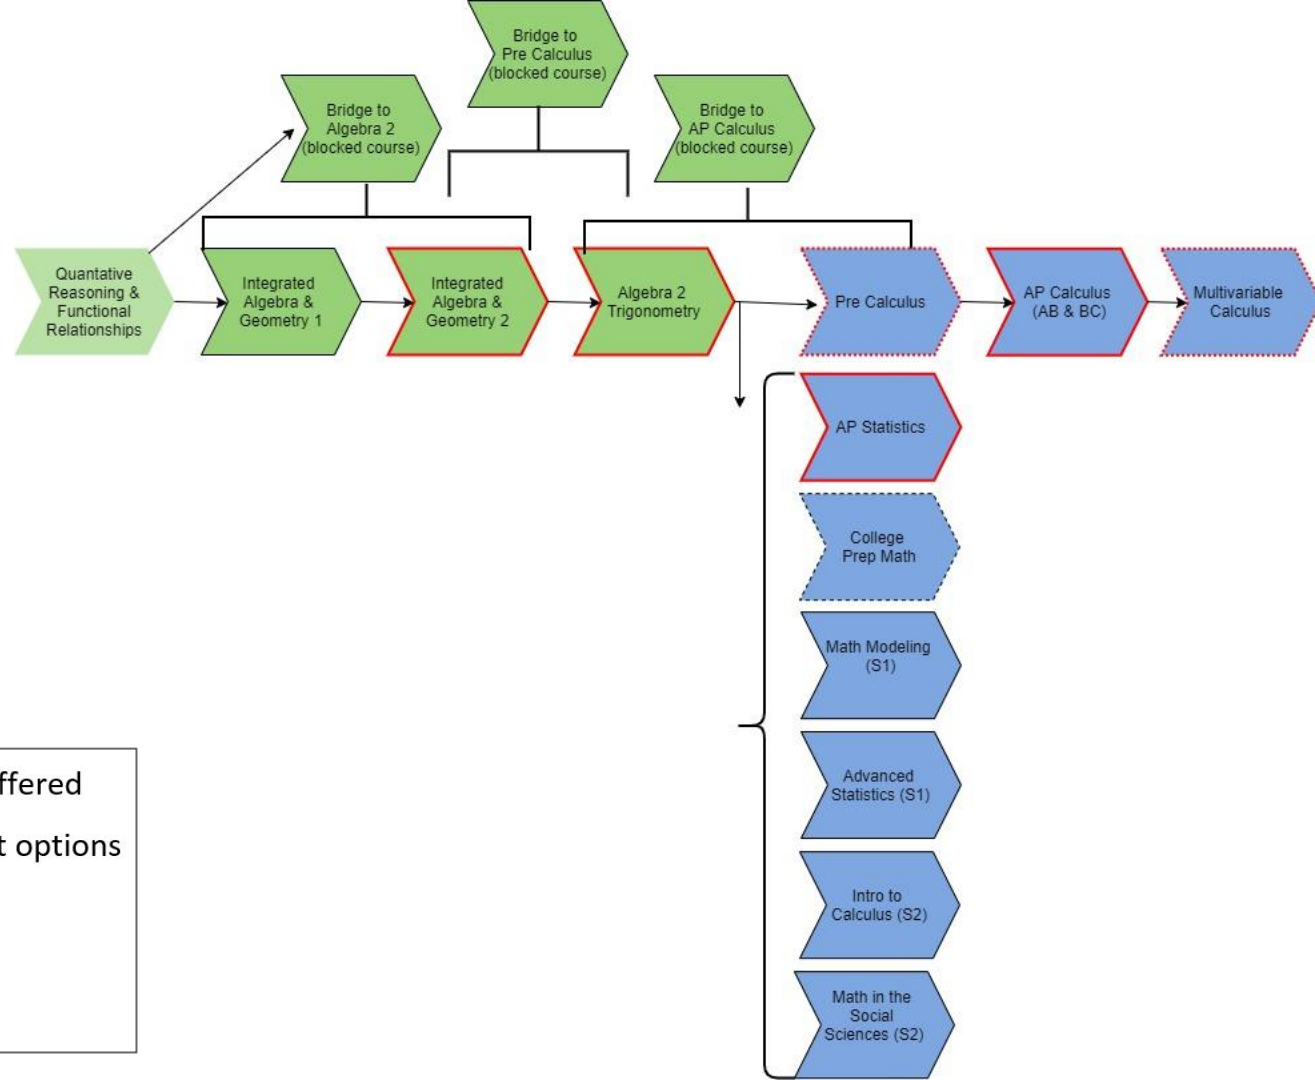 Bridge to
Pre Calculus
(blocked course)
Bridge to
Algebra 2
(blocked course)
Bridge to
AP Calculus
(blocked course)
Quantative
Reasoning &
Functional
Relationships
Integrated
Algebra &
Geometry 1
Integrated
Algebra &
Geometry 2
Algebra 2
Trigonometry
Pre Calculus
AP Calculus
(AB & BC)
Multivariable
Calculus
AP Statistics
College
Prep Math
Math Modeling
(S1)
Advanced
Statistics (S1)
Intro to
Calculus (S2)
Math in the
Social
Sciences (S2)
ffered
t options